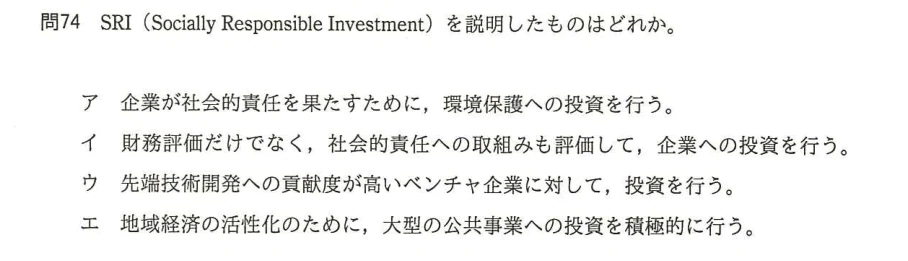 問74 SRI（Socially Responsible Investment）を説明したものはどれか。
ア 企業が社会的責任を果たすために，環境保護への投資を行う。
イ 財務評価だけでなく，社会的責任への取組みも評価して，企業への投資を行う。
ウ 先端技術開発への貢献度が高いベンチャ企業に対して，投資を行う。
エ 地域経済の活性化のために，大型の公共事業への投資を積極的に行う。